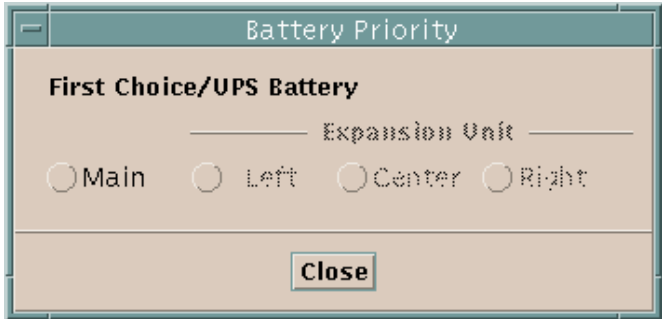 Battery Priority
First Choice/UPS Battery
Expansion Unit
Main Left Center Right
Close